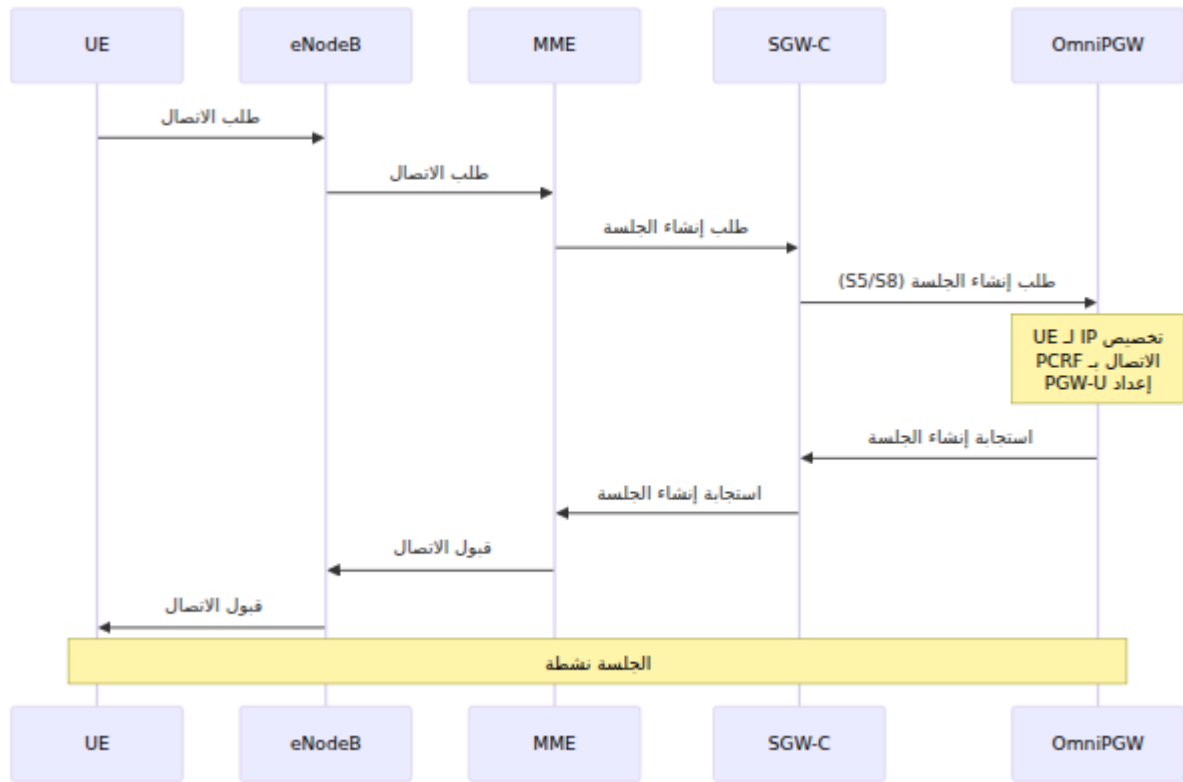 UE
eNodeB
MME
SGW-C
OmniPGW
طلب الاتصال
طلب الاتصال
طلب إنشاء الجلسة
طلب إنشاء الجلسة (S5/S8)
تخصيص IP لـ UE
الاتصال بـ PCRF
إعداد PGW-U
استجابة إنشاء الجلسة
استجابة إنشاء الجلسة
قبول الاتصال
قبول الاتصال
الجلسة نشطة
UE
eNodeB
MME
SGW-C
OmniPGW